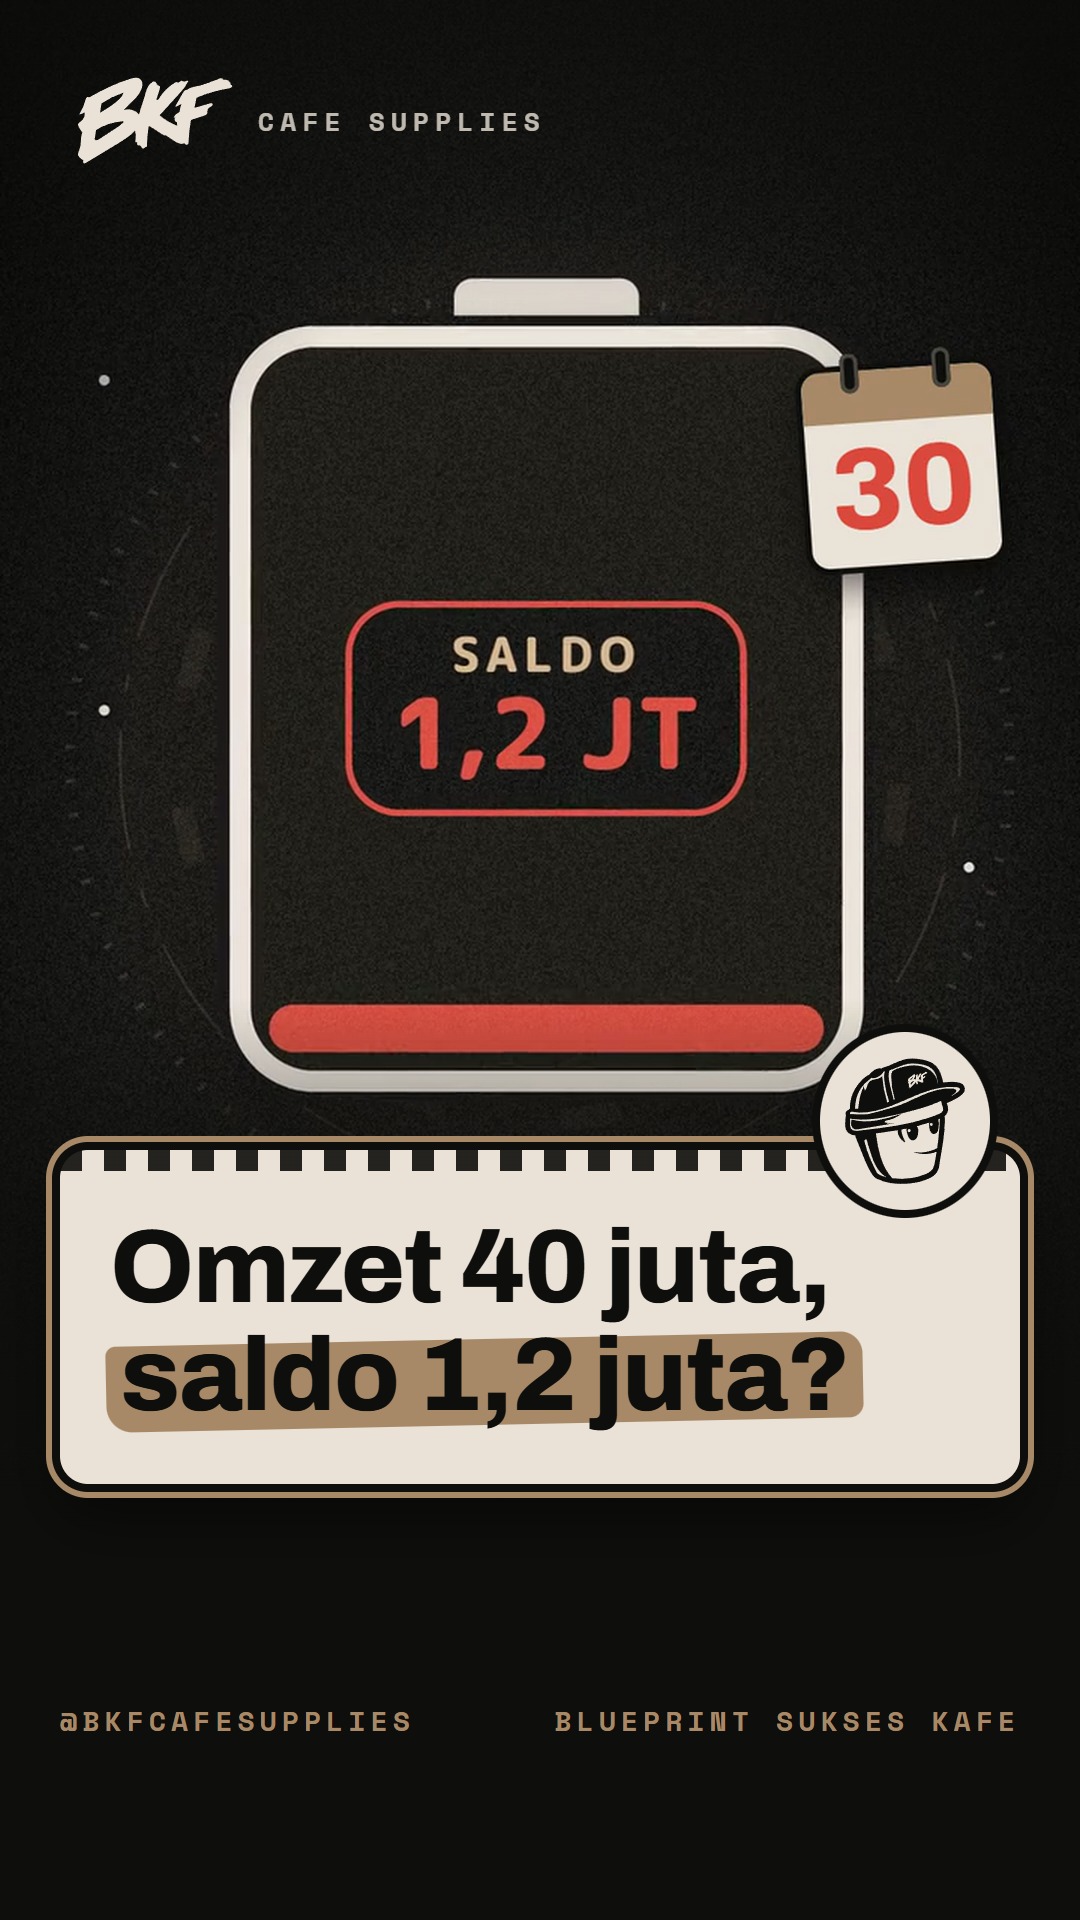 BKF
CAFE SUPPLIES
30
SALDO
1,2 JT
BKF
Omzet 40 juta,
saldo 1,2 juta?
@BKFCAFESUPPLIES
BLUEPRINT SUKSES KAFE